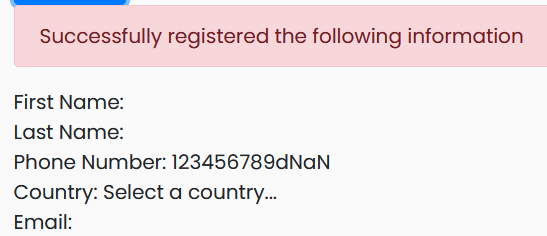 Successfully registered the following information
First Name:
Last Name:
Phone Number: 123456789dNaN
Country: Select a country...
Email: